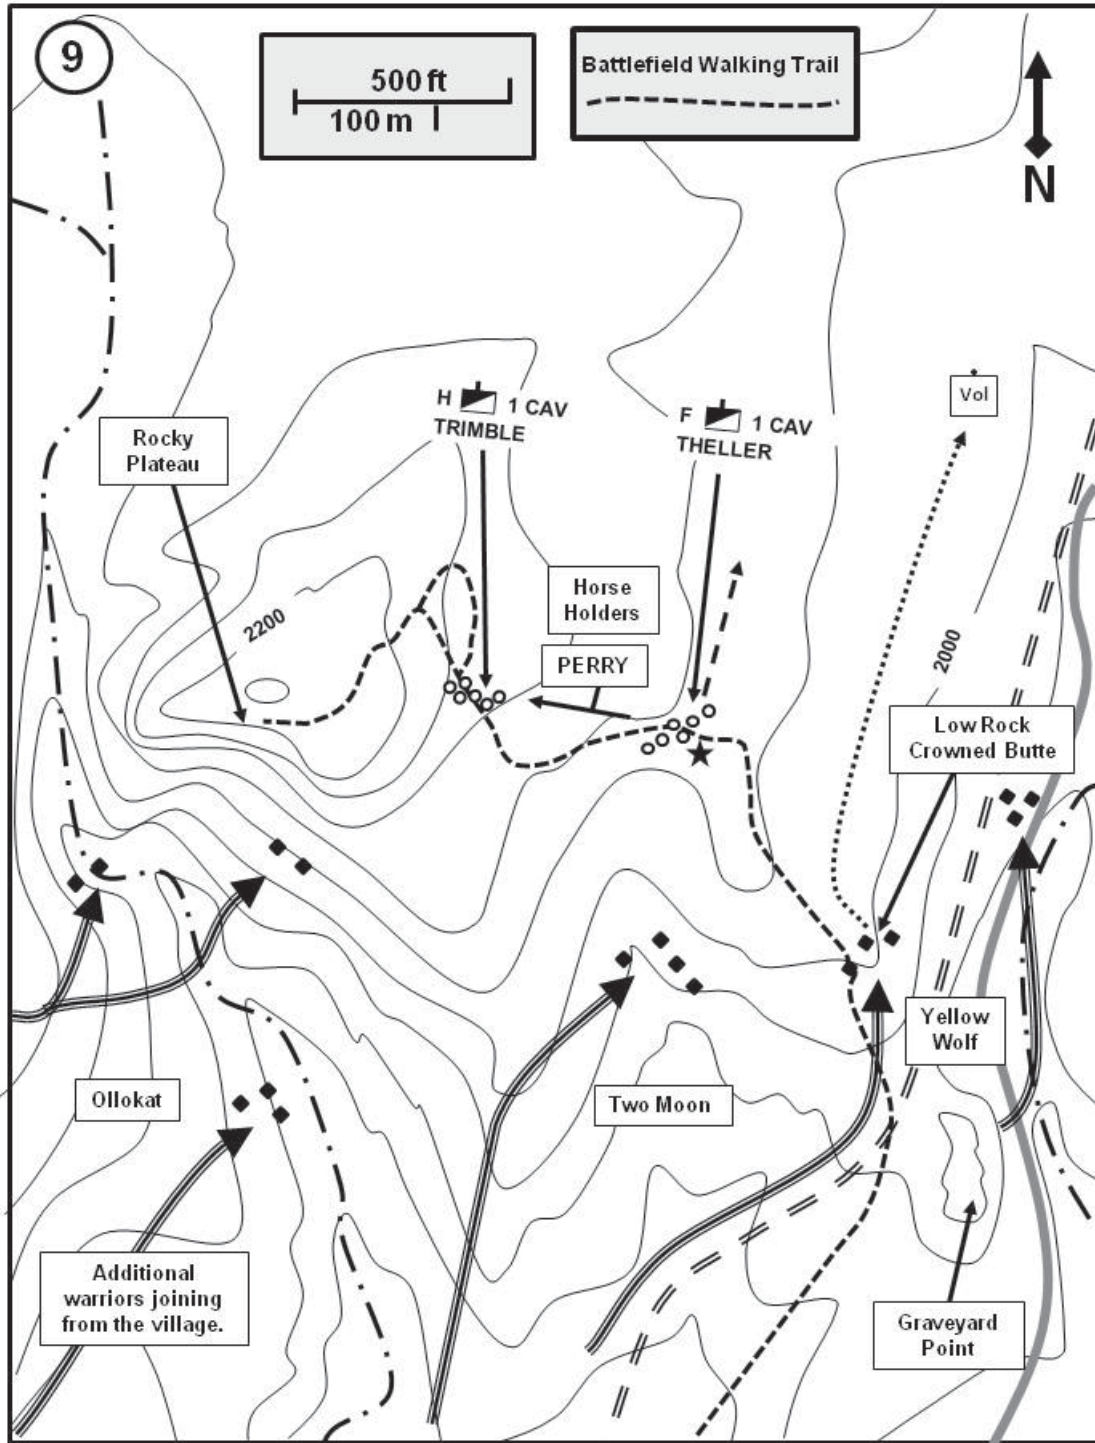 9
500 ft
100 m
Battlefield Walking Trail
N
Vol
H 1 CAV
TRIMBLE
F 1 CAV
THELLER
Rocky
Plateau
Horse
Holders
2200
PERRY
2000
Low Rock
Crowned Butte
Yellow
Wolf
Ollokat
Two Moon
Additional
warriors joining
from the village.
Graveyard
Point